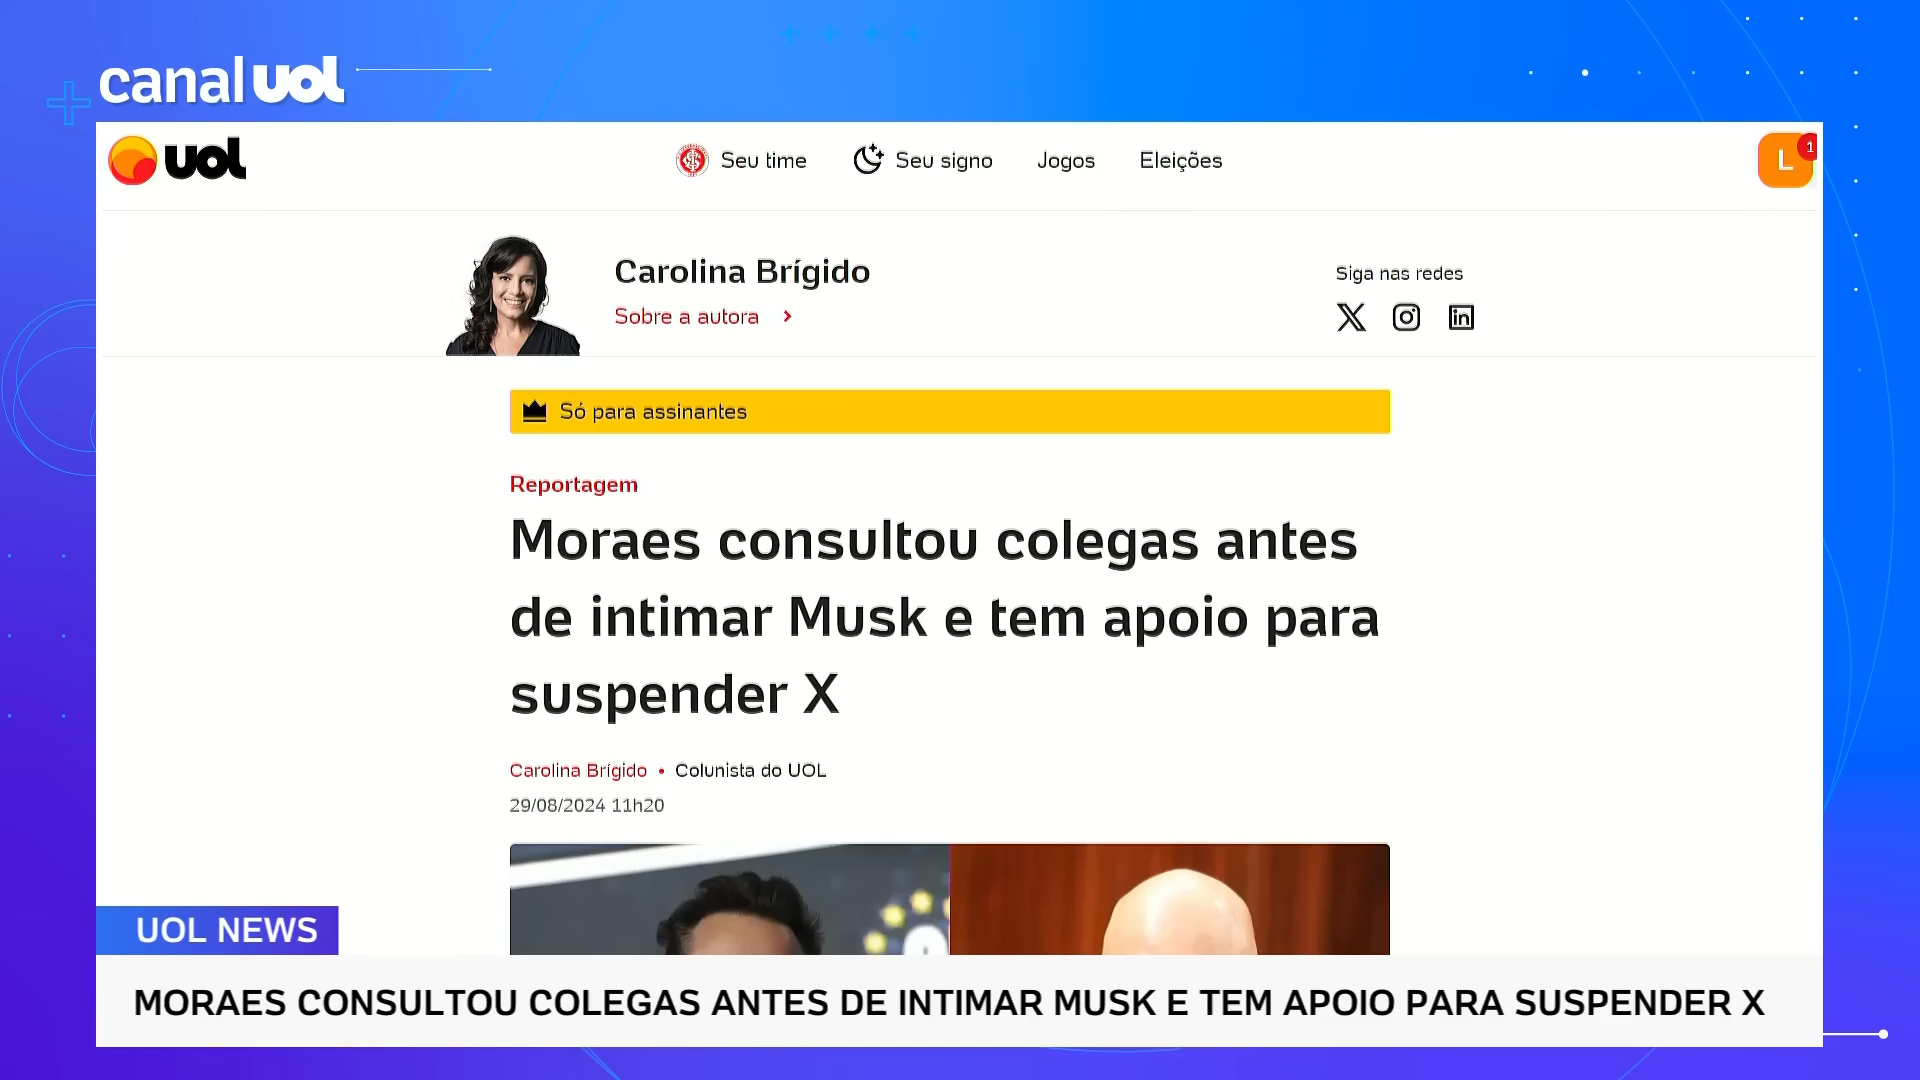 canal uol
uol
Seu time
Seu signo
Jogos
Eleições
L
1
Carolina Brígido
Sobre a autora
Siga nas redes
Só para assinantes
Reportagem
Moraes consultou colegas antes
de intimar Musk e tem apoio para
suspender X
Carolina Brígido • Colunista do UOL
29/08/2024 11h20
UOL NEWS
MORAES CONSULTOU COLEGAS ANTES DE INTIMAR MUSK E TEM APOIO PARA SUSPENDER X